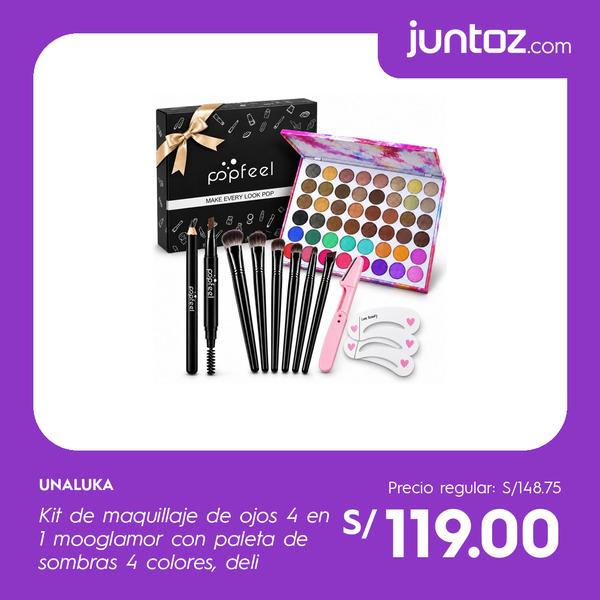 juntoz.com
popfeel
MAKE EVERY LOOK POP
popfeel
popfeel
UNALUKA
Precio regular: S/148.75
Kit de maquillaje de ojos 4 en
1 mooglamor con paleta de
sombras 4 colores, deli
S/119.00